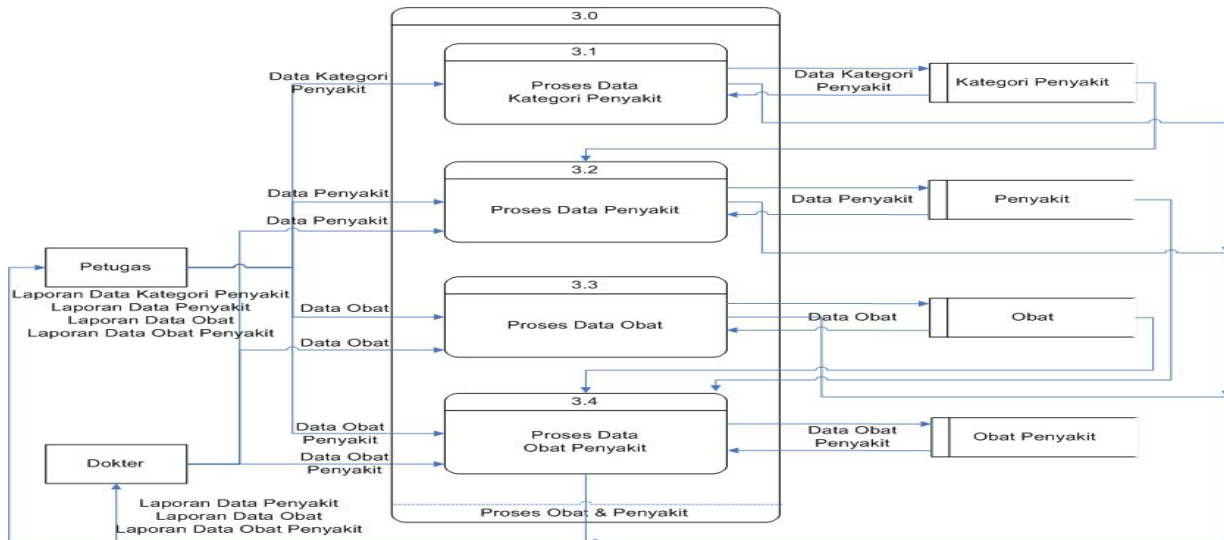 3.0
3.1
Proses Data
Kategori Penyakit
Data Kategori
Penyakit
Data Kategori
Penyakit
Kategori Penyakit
3.2
Proses Data Penyakit
Data Penyakit
Data Penyakit
Data Penyakit
Penyakit
Petugas
Laporan Data Kategori Penyakit
Laporan Data Penyakit
Laporan Data Obat
Laporan Data Obat Penyakit
3.3
Proses Data Obat
Data Obat
Data Obat
Data Obat
Obat
3.4
Proses Data
Obat Penyakit
Data Obat
Penyakit
Data Obat
Penyakit
Data Obat
Penyakit
Obat Penyakit
Dokter
Laporan Data Penyakit
Laporan Data Obat
Laporan Data Obat Penyakit
Proses Obat & Penyakit